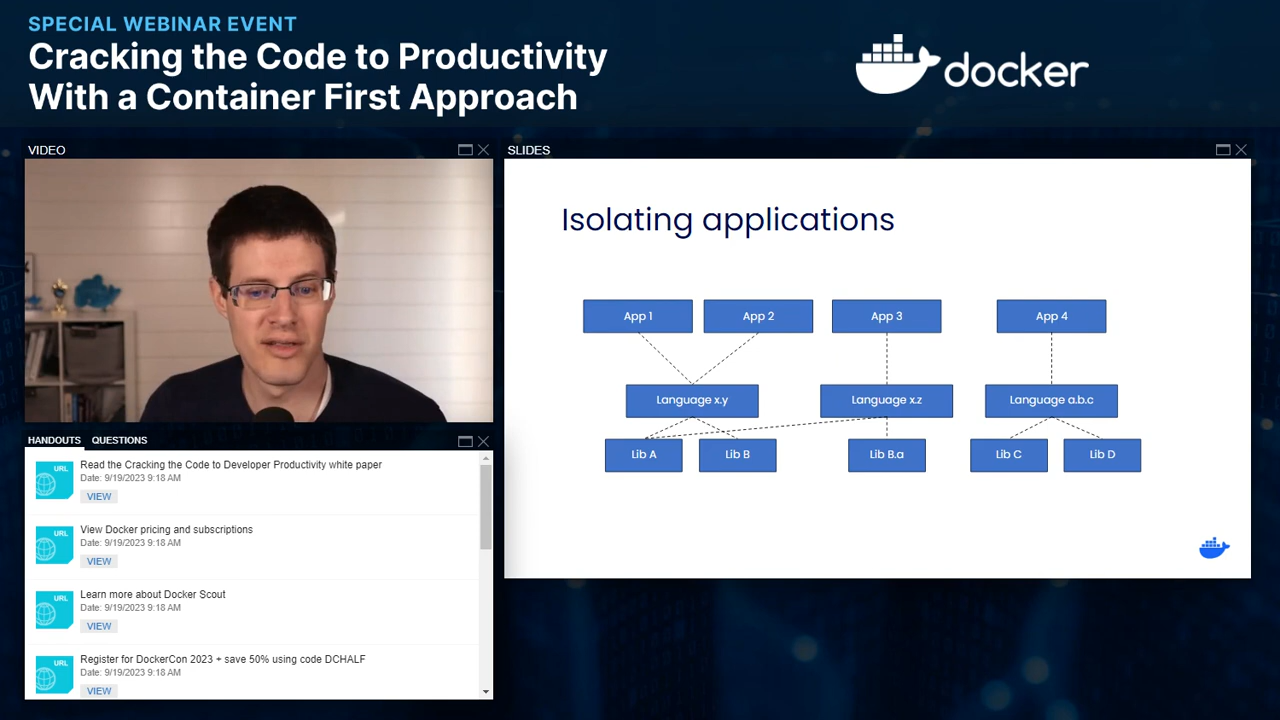 SPECIAL WEBINAR EVENT
Cracking the Code to Productivity
With a Container First Approach
docker
VIDEO
SLIDES
Isolating applications
App 1
App 2
App 3
App 4
Language x.y
Language x.z
Language a.b.c
Lib A
Lib B
Lib B.a
Lib C
Lib D
HANDOUTS
QUESTIONS
URL
Read the Cracking the Code to Developer Productivity white paper
Date: 9/19/2023 9:18 AM
VIEW
URL
View Docker pricing and subscriptions
Date: 9/19/2023 9:18 AM
VIEW
URL
Learn more about Docker Scout
Date: 9/19/2023 9:18 AM
VIEW
URL
Register for DockerCon 2023 + save 50% using code DCHALF
Date: 9/19/2023 9:18 AM
VIEW